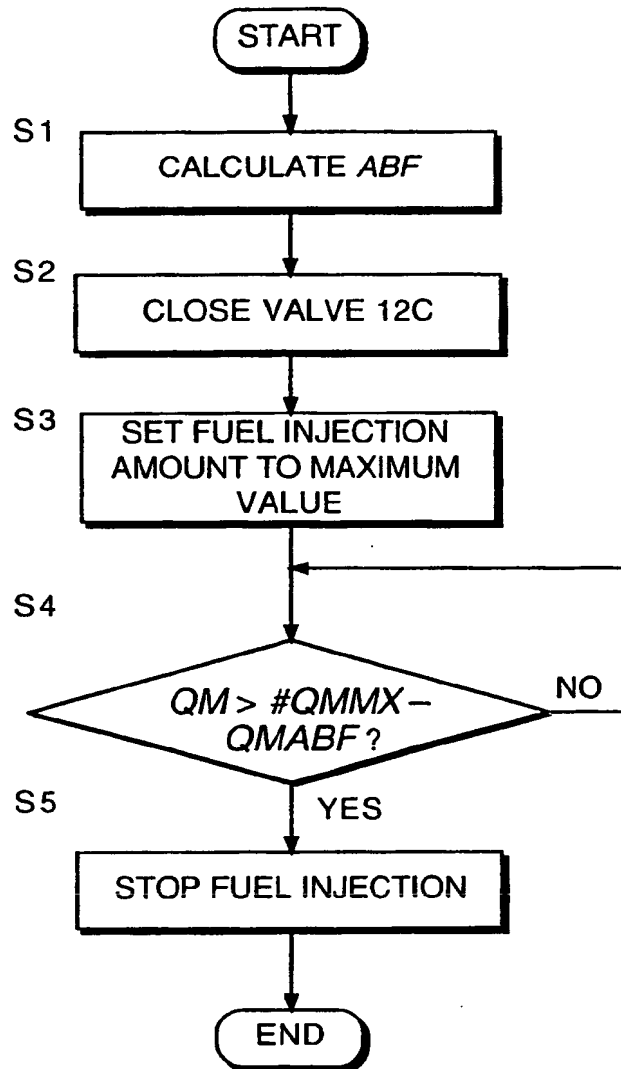 START
S1
CALCULATE ABF
S2
CLOSE VALVE 12C
S3
SET FUEL INJECTION
AMOUNT TO MAXIMUM
VALUE
S4
QM > #QMMX–
QMABF?
NO
S5
YES
STOP FUEL INJECTION
END